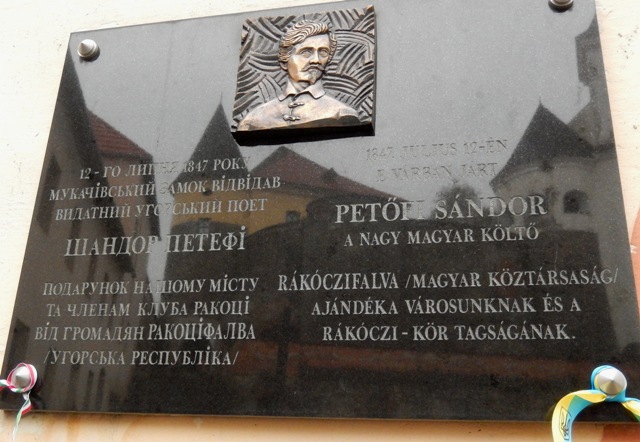 12-ГО ЛИПНЯ 1847 РОКУ
МУКАЧІВСЬКИЙ ЗАМОК ВІДВІДАВ
ВИДАТНИЙ УГОРСЬКИЙ ПОЕТ
ШАНДОР ПЕТЕФІ
ПОДАРУНОК НАШОМУ МІСТУ
ТА ЧЛЕНАМ КЛУБА РАКОЦІ
ВІД ГРОМАДЯН РАКОЦІФАЛВА
/УГОРСЬКА РЕСПУБЛІКА/
1847. JÚLIUS 12-ÉN
E VÁRBAN JÁRT
PETŐFI SÁNDOR
A NAGY MAGYAR KÖLTŐ
RÁKÓCZIFALVA /MAGYAR KÖZTÁRSASÁG/
AJÁNDÉKA VÁROSUNKNAK ÉS A
RÁKÓCZI-KÖR TAGSÁGÁNAK.